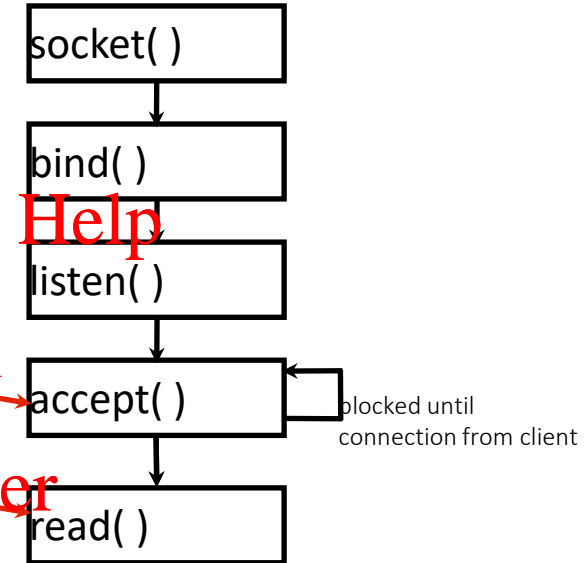 socket( )
bind( )
Help
listen( )
accept( )
blocked until
connection from client
er
read( )